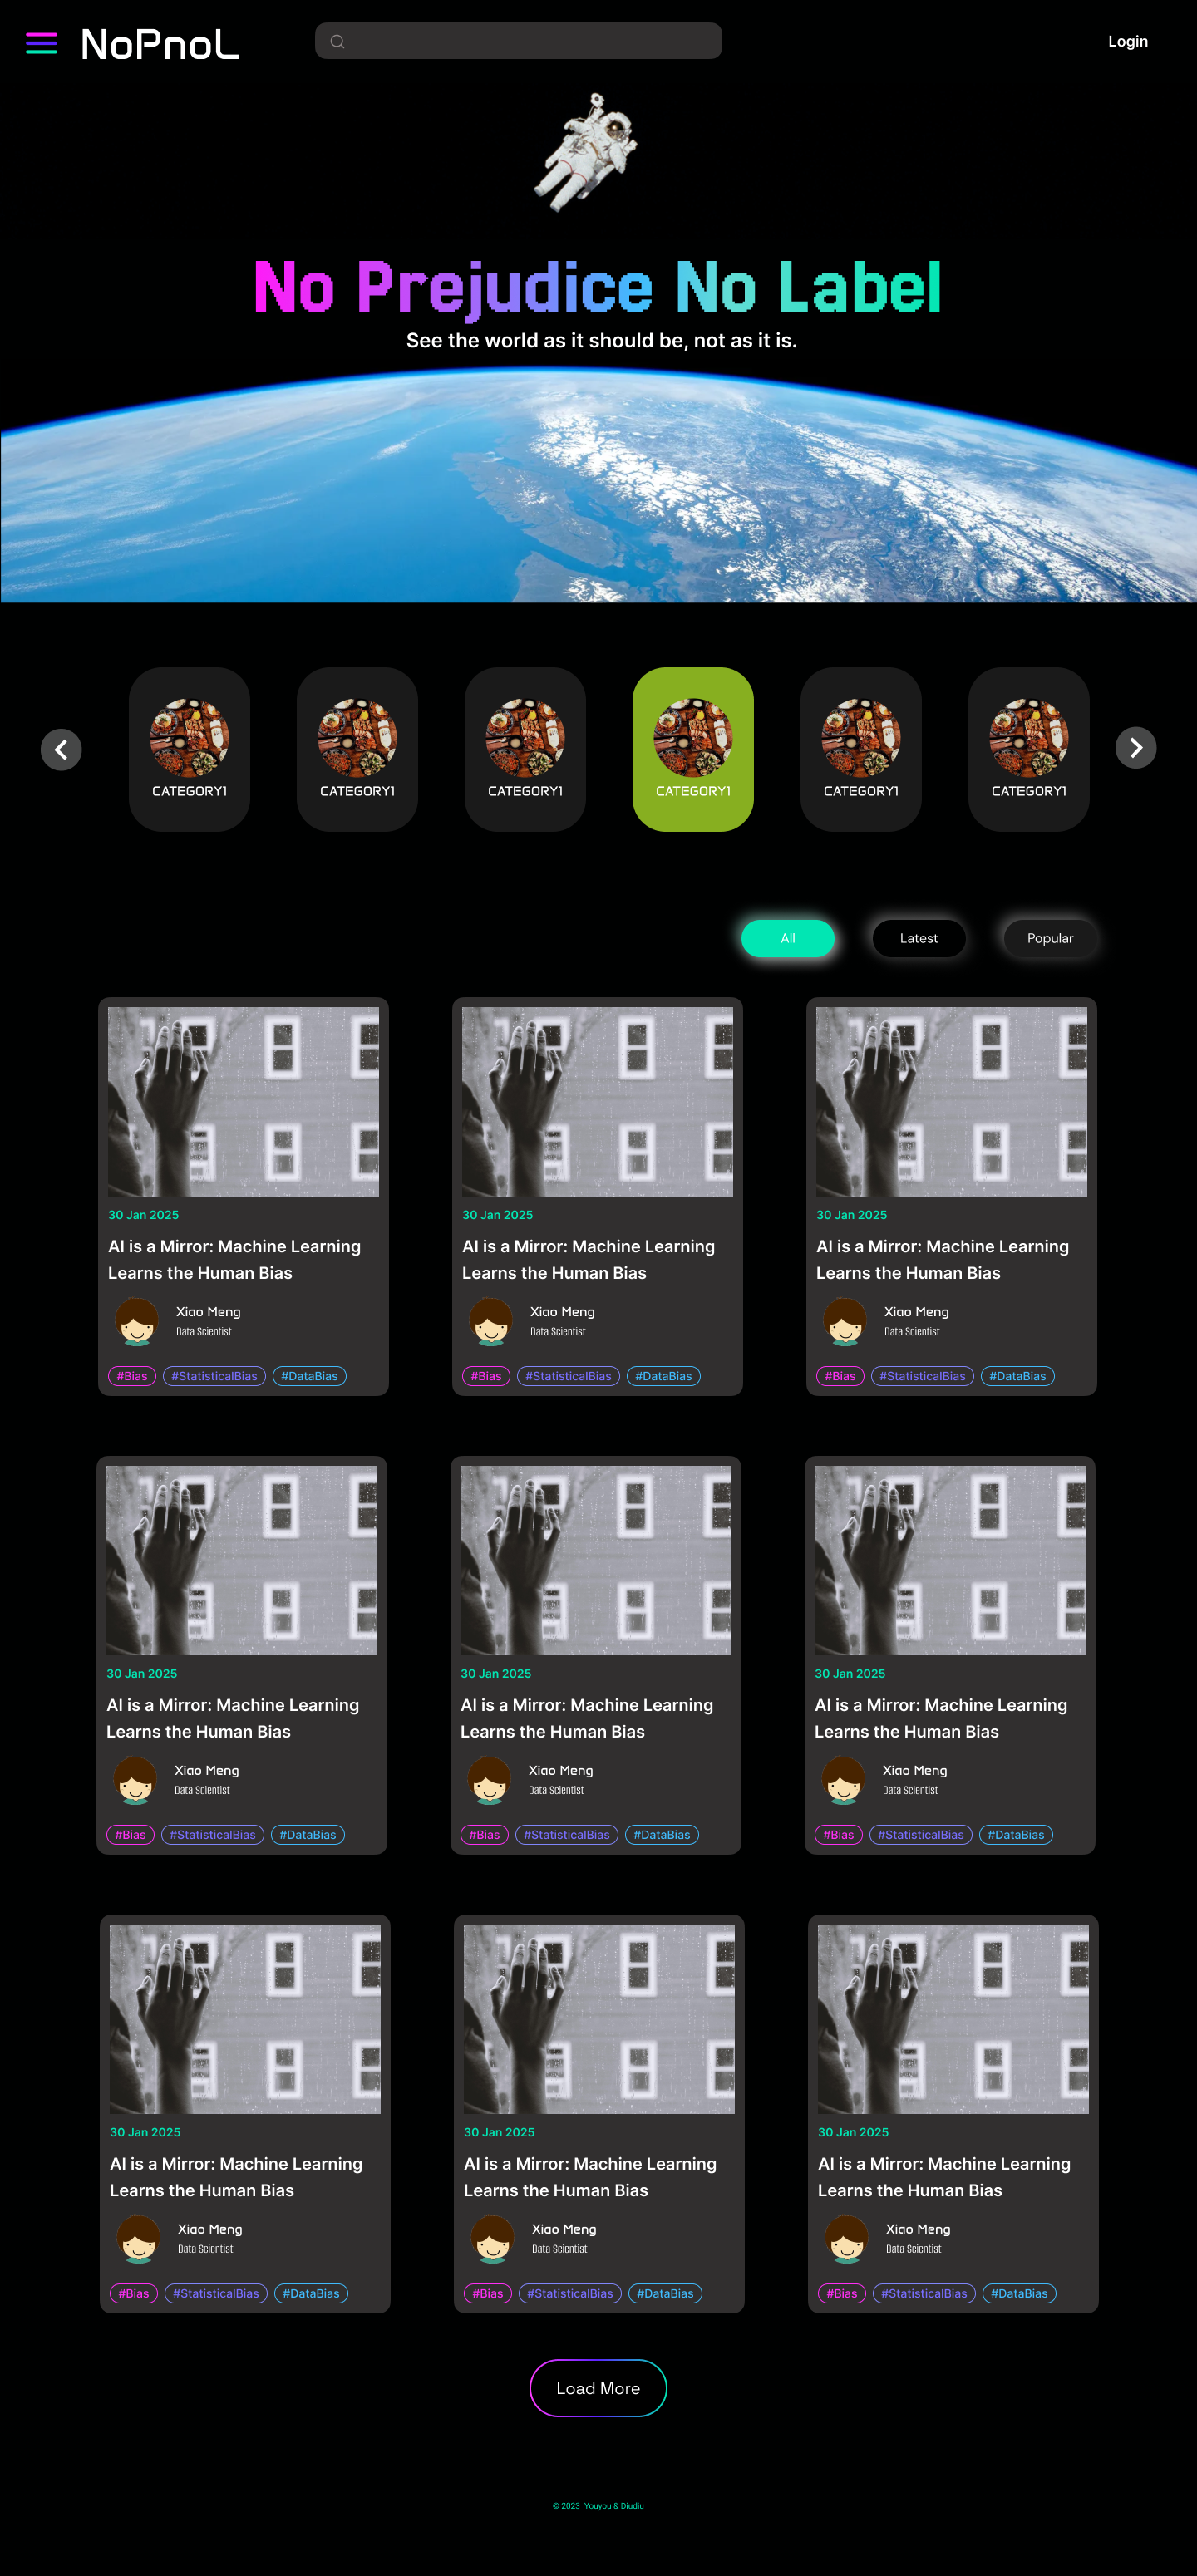 NoPnoL
Login
No Prejudice No Label
See the world as it should be, not as it is.
CATEGORY1
CATEGORY1
CATEGORY1
CATEGORY1
CATEGORY1
CATEGORY1
All
Latest
Popular
30 Jan 2025
AI is a Mirror: Machine Learning
Learns the Human Bias
Xiao Meng
Data Scientist
#Bias #StatisticalBias #DataBias
30 Jan 2025
AI is a Mirror: Machine Learning
Learns the Human Bias
Xiao Meng
Data Scientist
#Bias #StatisticalBias #DataBias
30 Jan 2025
AI is a Mirror: Machine Learning
Learns the Human Bias
Xiao Meng
Data Scientist
#Bias #StatisticalBias #DataBias
30 Jan 2025
AI is a Mirror: Machine Learning
Learns the Human Bias
Xiao Meng
Data Scientist
#Bias #StatisticalBias #DataBias
30 Jan 2025
AI is a Mirror: Machine Learning
Learns the Human Bias
Xiao Meng
Data Scientist
#Bias #StatisticalBias #DataBias
30 Jan 2025
AI is a Mirror: Machine Learning
Learns the Human Bias
Xiao Meng
Data Scientist
#Bias #StatisticalBias #DataBias
30 Jan 2025
AI is a Mirror: Machine Learning
Learns the Human Bias
Xiao Meng
Data Scientist
#Bias #StatisticalBias #DataBias
30 Jan 2025
AI is a Mirror: Machine Learning
Learns the Human Bias
Xiao Meng
Data Scientist
#Bias #StatisticalBias #DataBias
30 Jan 2025
AI is a Mirror: Machine Learning
Learns the Human Bias
Xiao Meng
Data Scientist
#Bias #StatisticalBias #DataBias
Load More
© 2023 Youyou & Diudiu